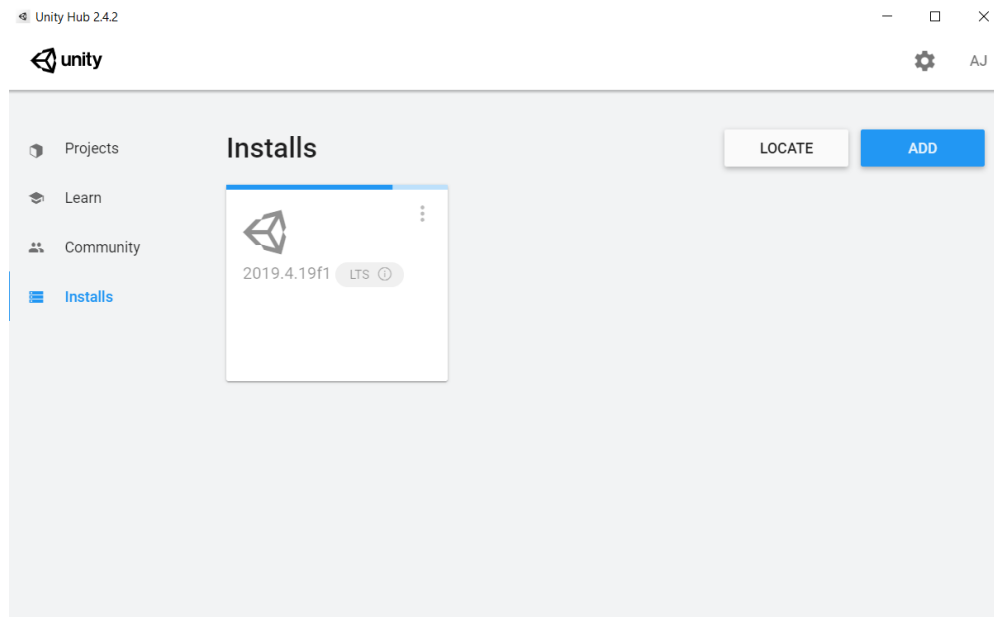 Unity Hub 2.4.2
unity
AJ
Projects
Learn
Community
Installs
Installs
LOCATE
ADD
2019.4.19f1
LTS